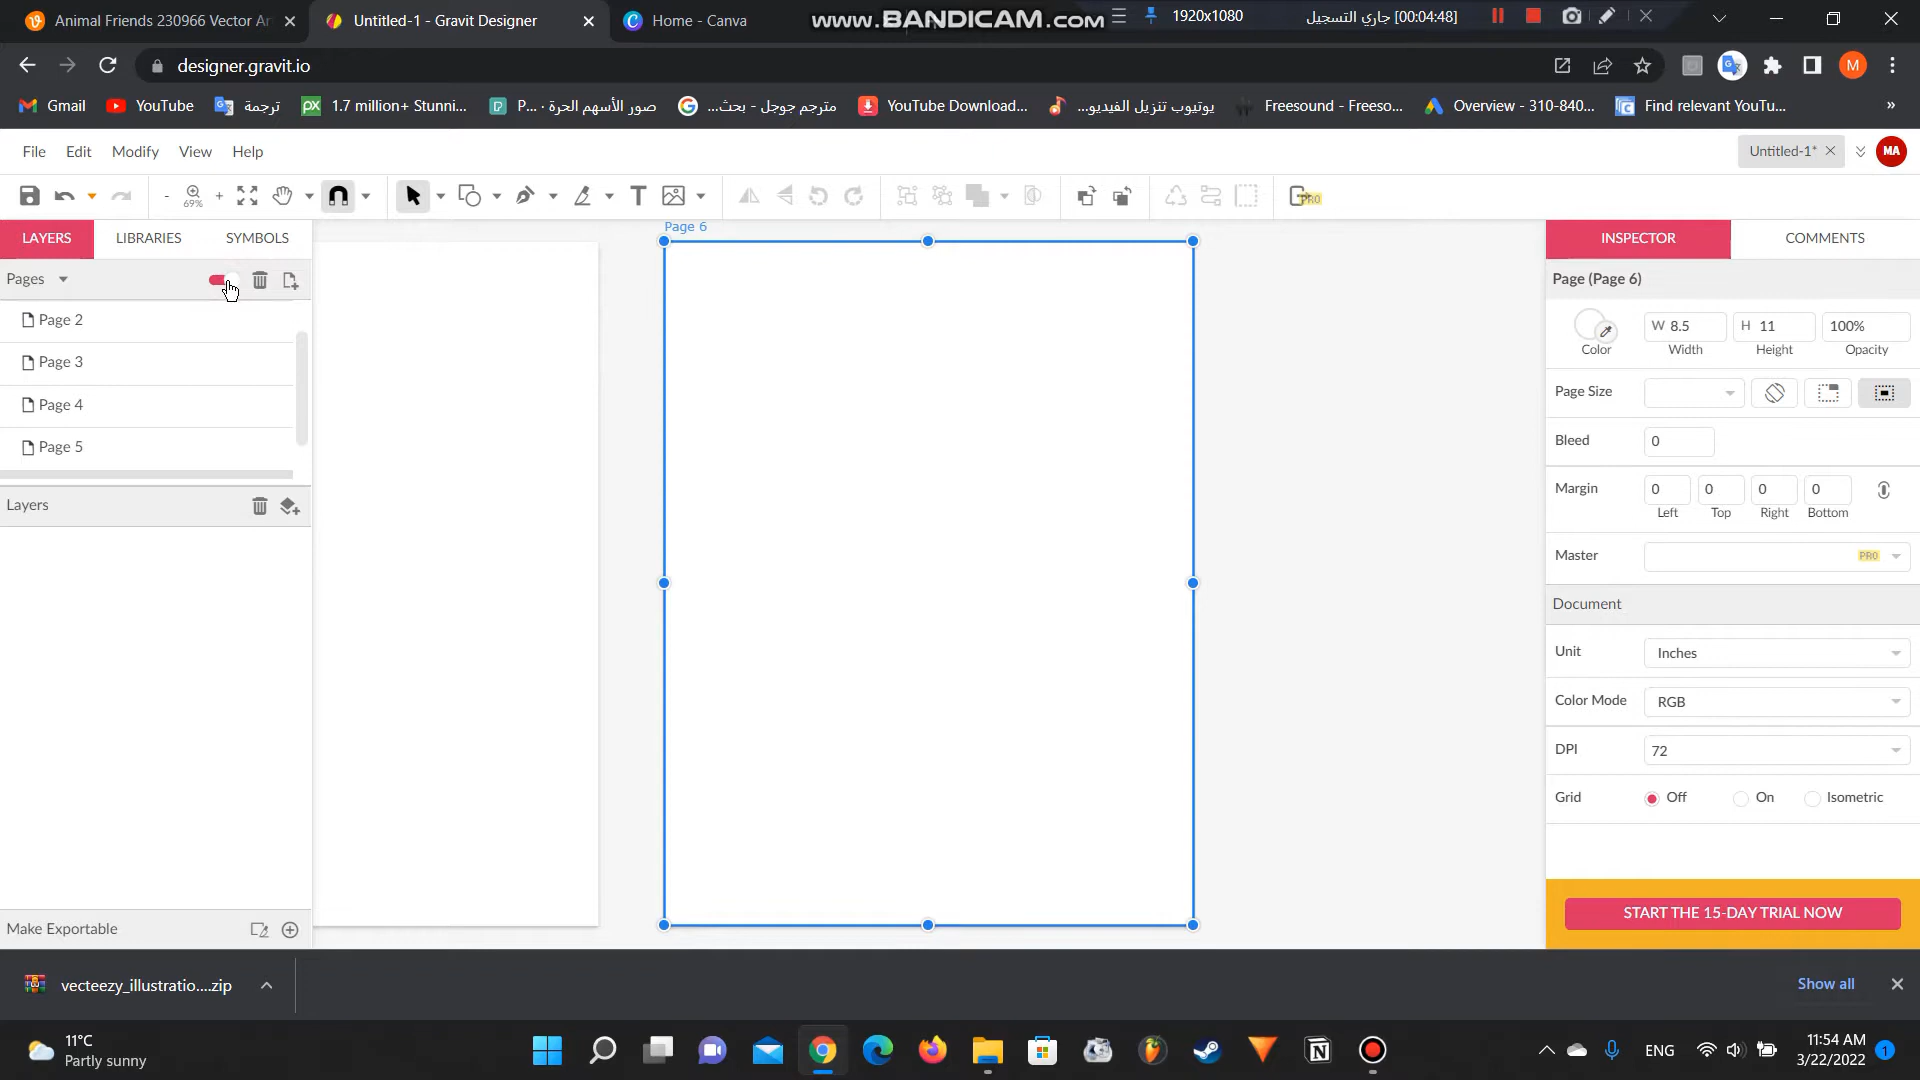 Animal Friends 230966 Vector Ar
Untitled-1 - Gravit Designer
Home - Canva
WWW.BANDICAM.COM
1920x1080
جاري التسجيل [00:04:48]
designer.gravit.io
M
Gmail
YouTube
ترجمة
1.7 million+ Stunni...
صور الأسهم الحرة · P...
مترجم جوجل - بحث...
YouTube Download...
يوتيوب تنزيل الفيديو...
Freesound - Freeso...
Overview - 310-840...
Find relevant YouTu...
»
File
Edit
Modify
View
Help
Untitled-1*
MA
- 69% +
PRO
LAYERS
LIBRARIES
SYMBOLS
Pages
Page 2
Page 3
Page 4
Page 5
Layers
Make Exportable
Page 6
INSPECTOR
COMMENTS
Page (Page 6)
W 8.5
H 11
100%
Color
Width
Height
Opacity
Page Size
Bleed
0
Margin
0
0
0
0
Left
Top
Right
Bottom
Master
PRO
Document
Unit
Inches
Color Mode
RGB
DPI
72
Grid
Off
On
Isometric
START THE 15-DAY TRIAL NOW
vecteezy_illustratio....zip
Show all
11°C
Partly sunny
ENG
11:54 AM
3/22/2022
1